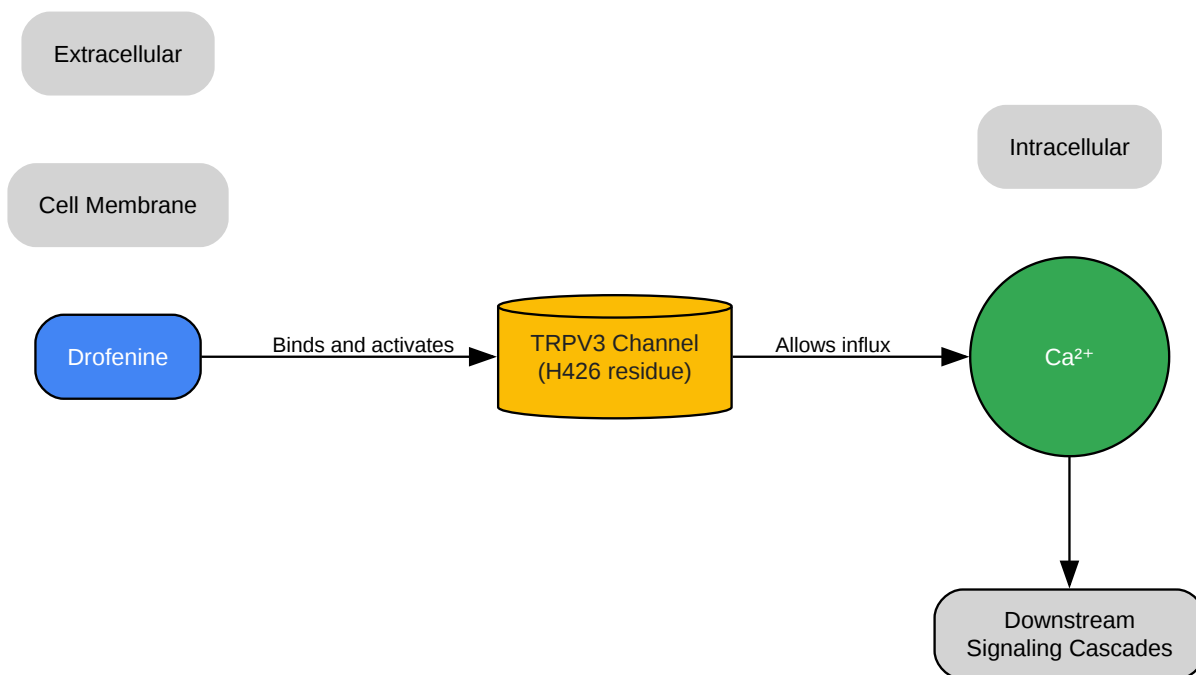 Extracellular
Intracellular
Cell Membrane
Drofenine
Binds and activates
TRPV3 Channel
(H426 residue)
Allows influx
Ca²⁺
Downstream
Signaling Cascades